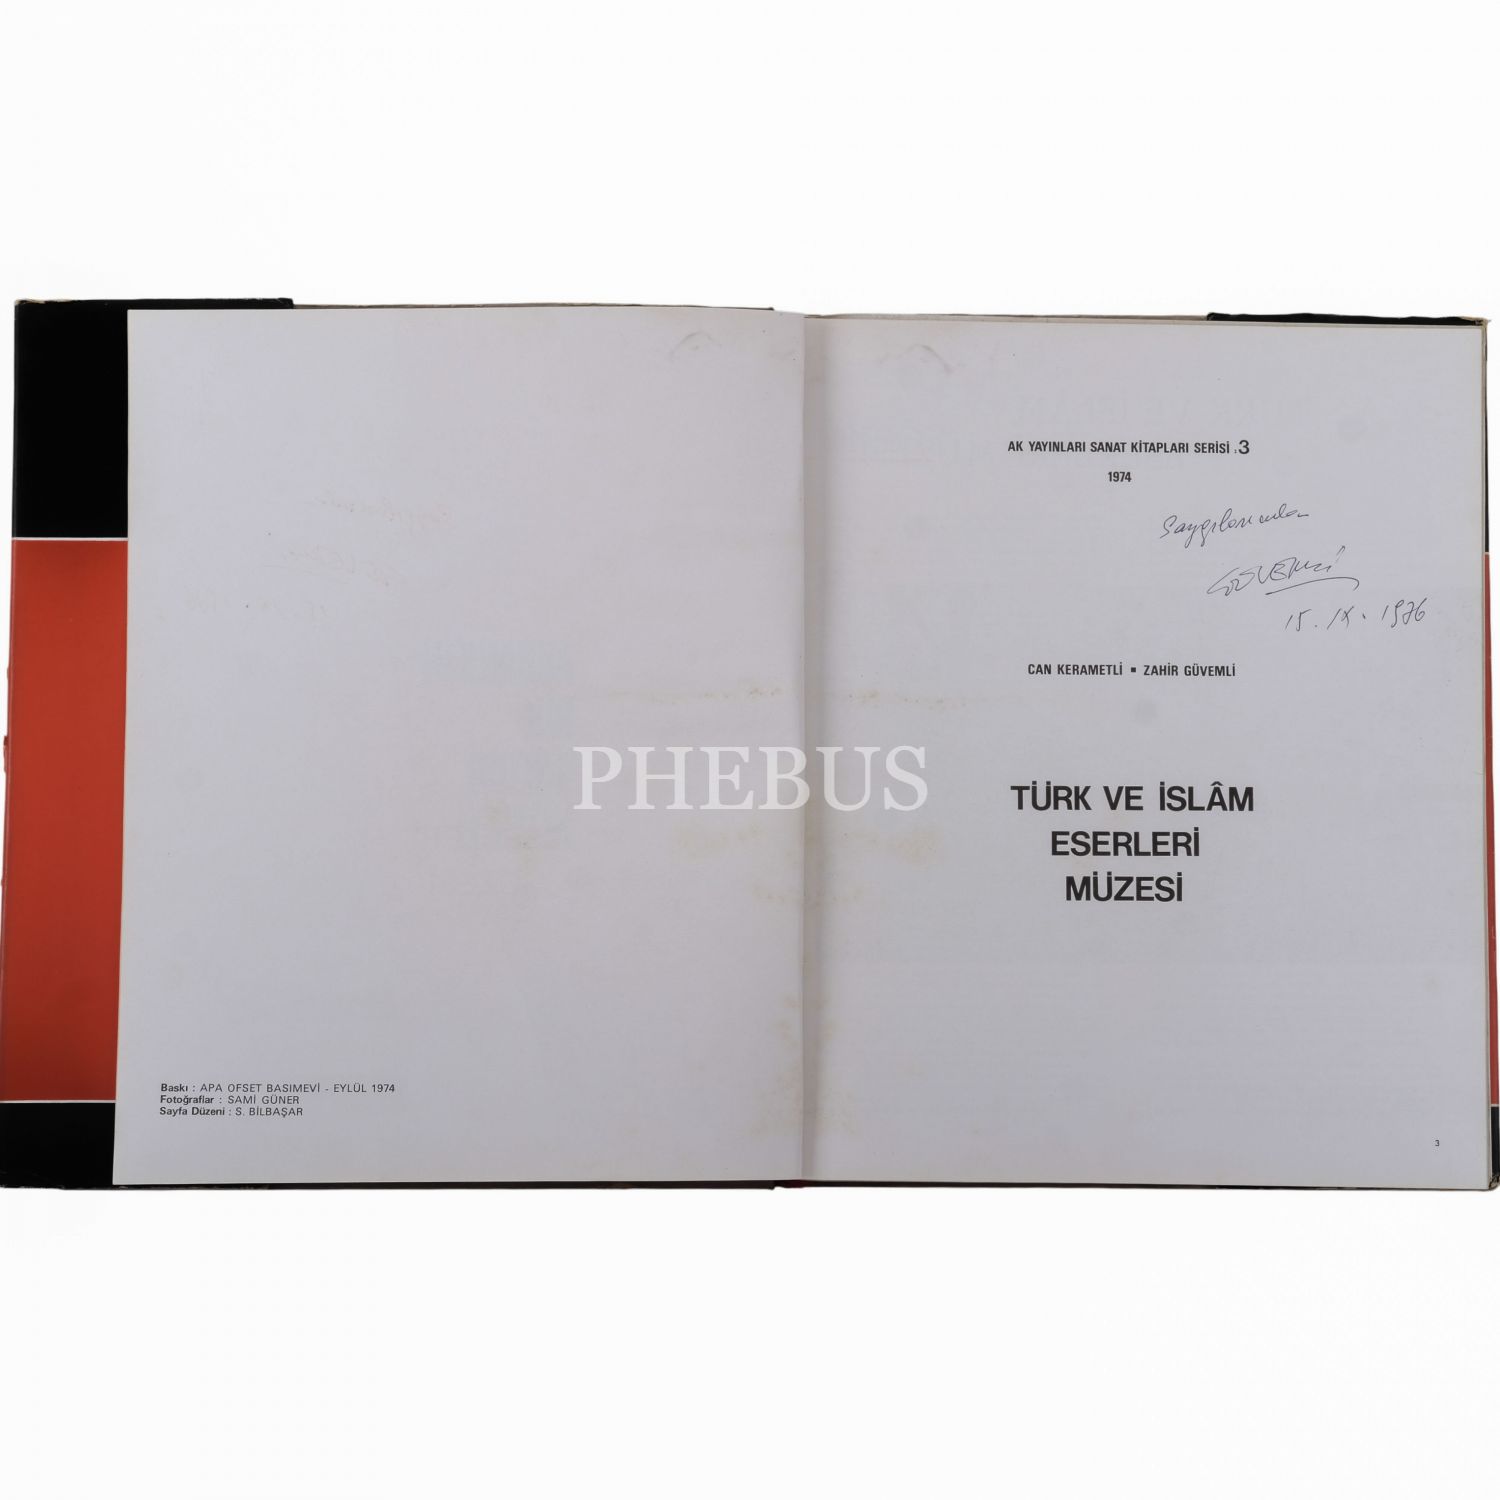 Baskı : APA OFSET BASIMEVİ - EYLÜL 1974
Fotoğraflar : SAMİ GÜNER
Sayfa Düzeni : S. BİLBAŞAR
AK YAYINLARI SANAT KİTAPLARI SERİSİ : 3
1974
Saygılarımla
GÜVEMLİ
15. IX. 1976
CAN KERAMETLİ ▪ ZAHİR GÜVEMLİ
TÜRK VE İSLÂM
ESERLERİ
MÜZESİ
3
PHEBUS